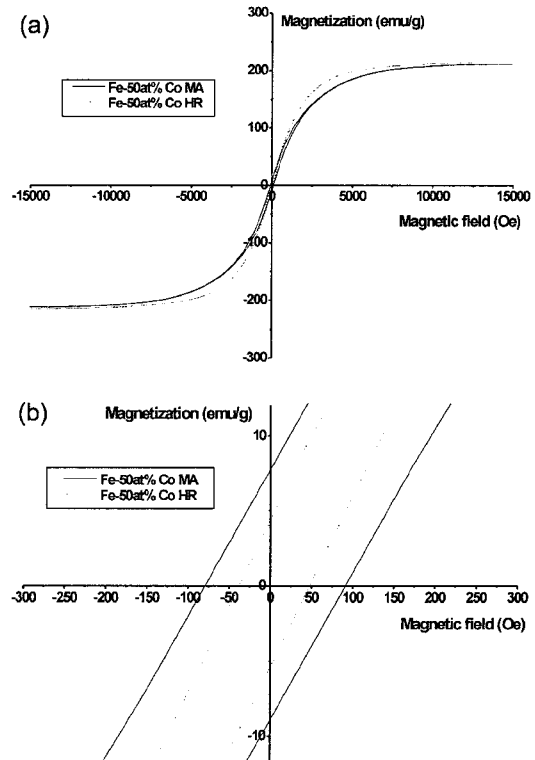 (a)
Magnetization (emu/g)
300
200
100
0
-100
-200
-300
Fe-50at% Co MA
Fe-50at% Co HR
-15000 -10000 -5000 0 5000 10000 15000
Magnetic field (Oe)
(b)
Magnetization (emu/g)
10
0
-10
Fe-50at% Co MA
Fe-50at% Co HR
-300 -250 -200 -150 -100 -50 0 50 100 150 200 250 300
Magnetic field (Oe)